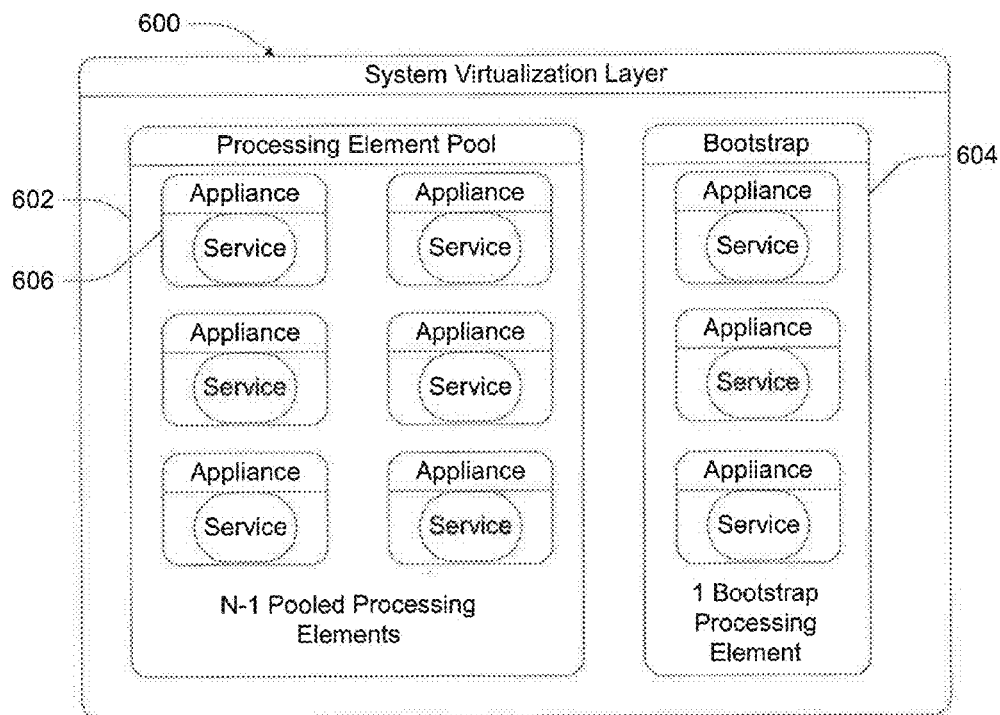 600
System Virtualization Layer
Processing Element Pool
Bootstrap
604
602
Appliance
Appliance
Appliance
Service
Service
Service
606
Appliance
Appliance
Appliance
Service
Service
Service
Appliance
Appliance
Appliance
Service
Service
Service
N-1 Pooled Processing
Elements
1 Bootstrap
Processing
Element